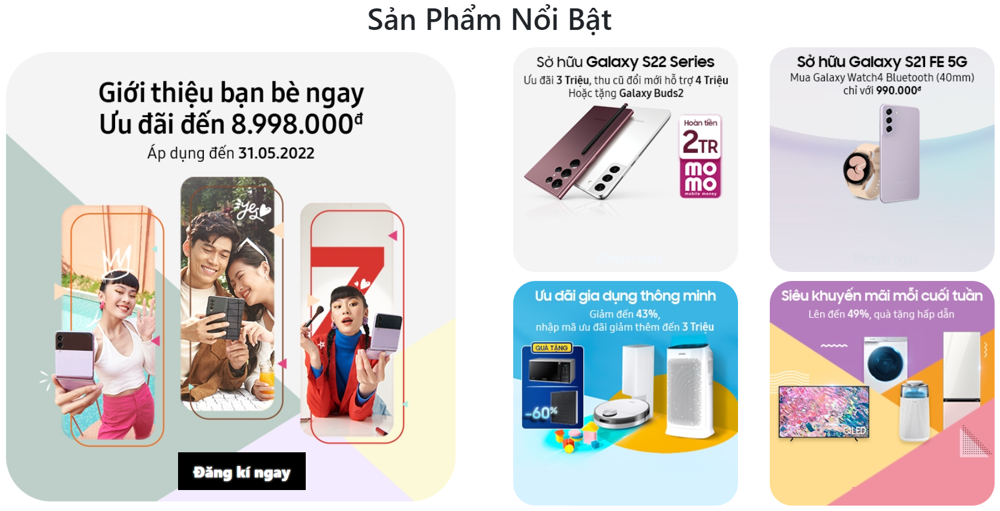 Sản Phẩm Nổi Bật
Giới thiệu bạn bè ngay
Ưu đãi đến 8.998.000đ
Áp dụng đến 31.05.2022
yes
7
Đăng kí ngay
Sở hữu Galaxy S22 Series
Ưu đãi 3 Triệu, thu cũ đổi mới hỗ trợ 4 Triệu
Hoặc tặng Galaxy Buds2
Hoàn tiền
2TR
mo
mo
mobile money
Sở hữu Galaxy S21 FE 5G
Mua Galaxy Watch4 Bluetooth (40mm)
chỉ với 990.000đ
Đăng kí ngay
Ưu đãi gia dụng thông minh
Giảm đến 43%,
nhập mã ưu đãi giảm thêm đến 3 Triệu
QUÀ TẶNG
-60%
Siêu khuyến mãi mỗi cuối tuần
Lên đến 49%, quà tặng hấp dẫn
QLED